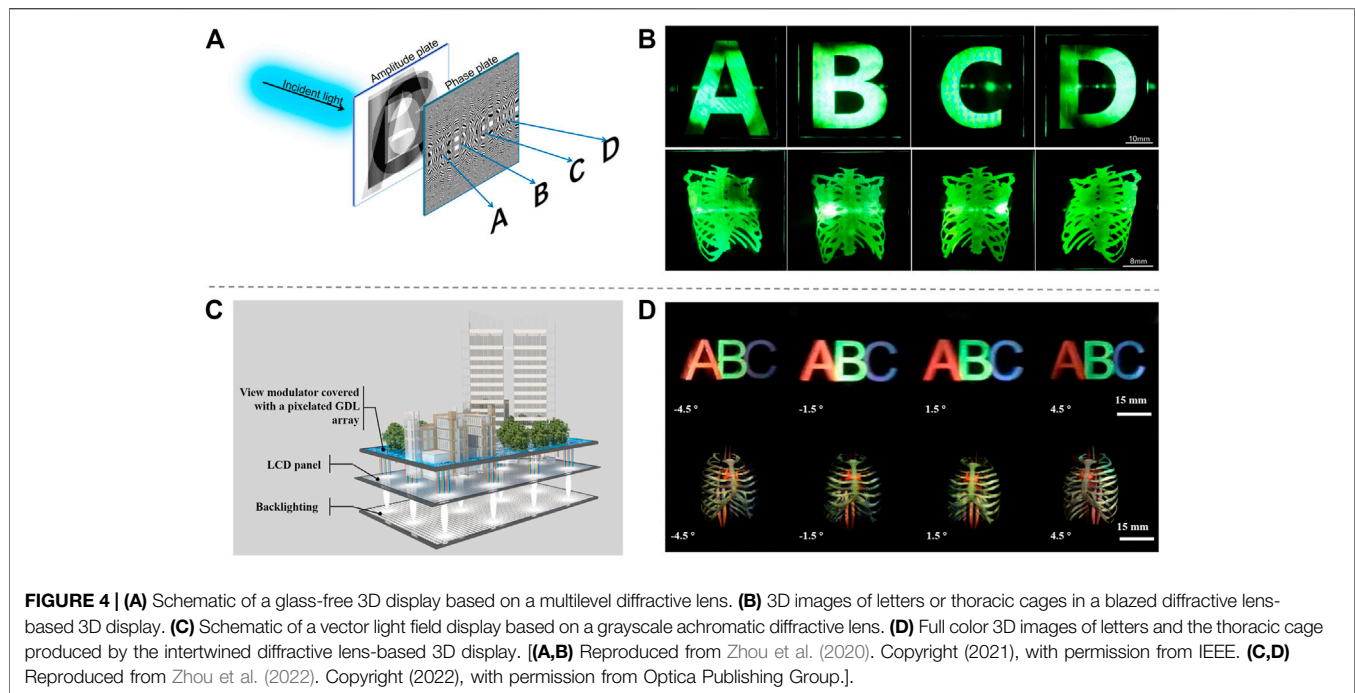 A
Incident light
Amplitude plate
Phase plate
A
B
C
D
B
A
B
C
D
10mm
8mm
C
View modulator covered
with a pixelated GDL
array
LCD panel
Backlighting
D
ABC
ABC
ABC
ABC
-4.5 °
-1.5 °
1.5 °
4.5 °
15 mm
-4.5 °
-1.5 °
1.5 °
4.5 °
15 mm
FIGURE 4 | (A) Schematic of a glass-free 3D display based on a multilevel diffractive lens. (B) 3D images of letters or thoracic cages in a blazed diffractive lens-
based 3D display. (C) Schematic of a vector light field display based on a grayscale achromatic diffractive lens. (D) Full color 3D images of letters and the thoracic cage
produced by the intertwined diffractive lens-based 3D display. [(A,B) Reproduced from Zhou et al. (2020). Copyright (2021), with permission from IEEE. (C,D)
Reproduced from Zhou et al. (2022). Copyright (2022), with permission from Optica Publishing Group.].